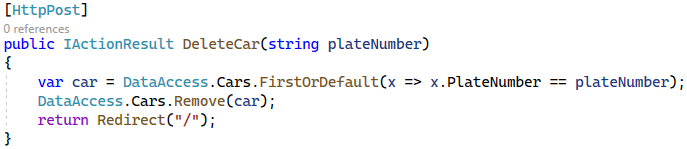 [HttpPost]
0 references
public IActionResult DeleteCar(string plateNumber)
{
    var car = DataAccess.Cars.FirstOrDefault(x => x.PlateNumber == plateNumber);
    DataAccess.Cars.Remove(car);
    return Redirect("/");
}